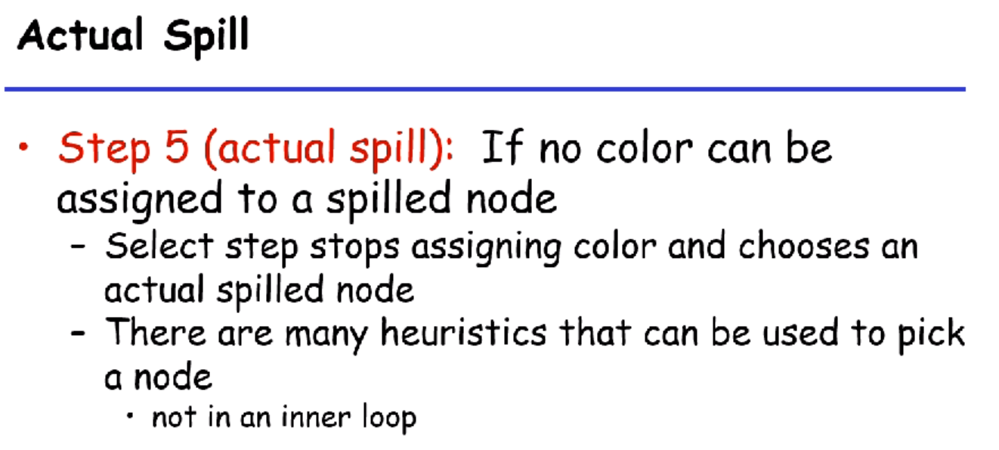 Actual Spill
• Step 5 (actual spill): If no color can be
assigned to a spilled node
– Select step stops assigning color and chooses an
actual spilled node
– There are many heuristics that can be used to pick
a node
• not in an inner loop